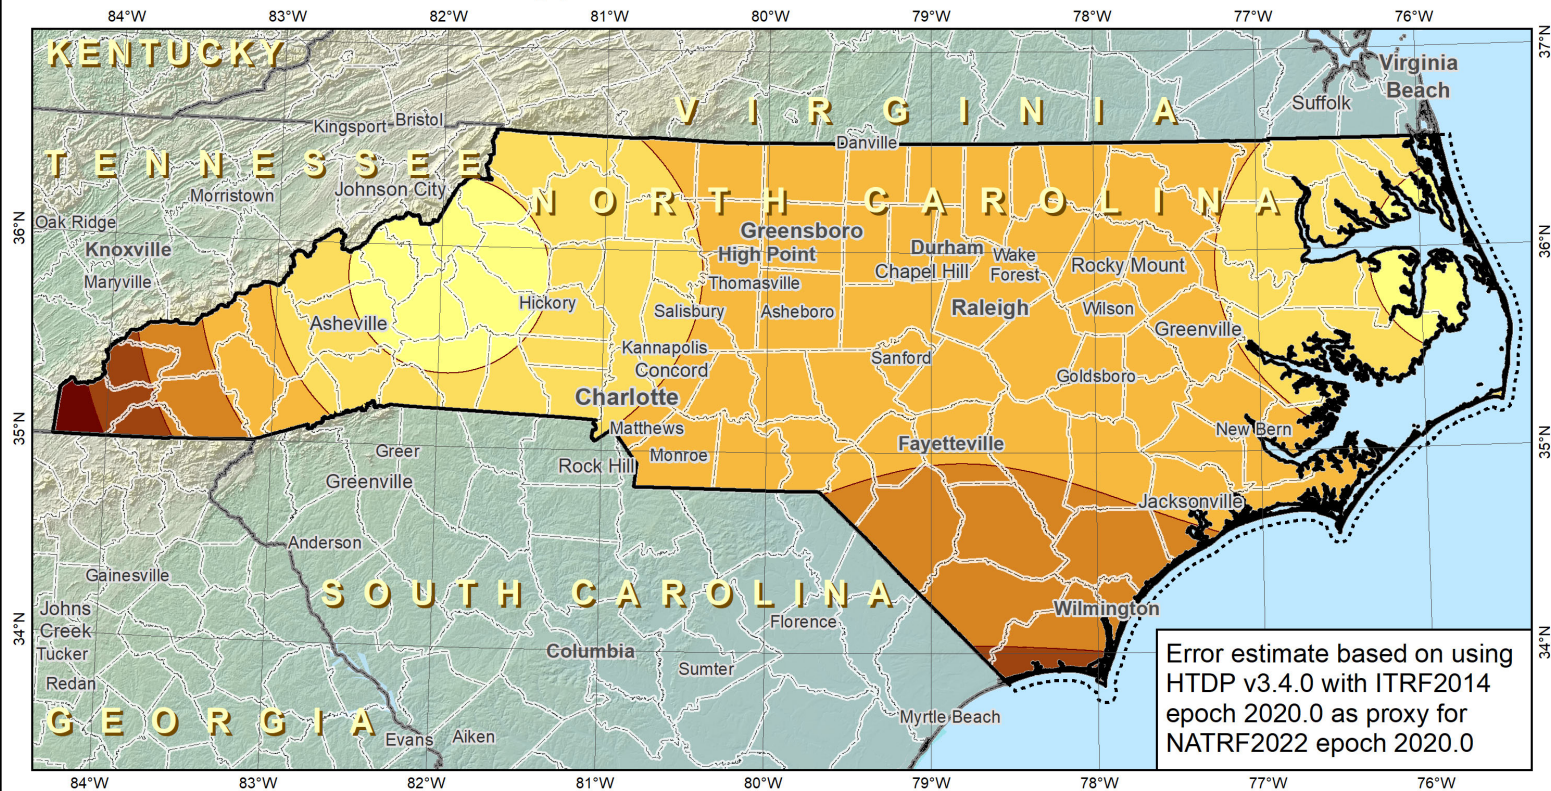 84°W 83°W 82°W 81°W 80°W 79°W 78°W 77°W 76°W
37°N
37°N
KENTUCKY
Virginia
Beach
Suffolk
VIRGINIA
Kingsport
Bristol
Danville
TENNESSEE
Morristown
Johnson City
NORTH CAROLINA
Oak Ridge
Knoxville
Maryville
36°N
36°N
Greensboro
High Point
Durham
Chapel Hill
Wake
Forest
Rocky Mount
Thomasville
Hickory
Salisbury
Asheboro
Raleigh
Wilson
Asheville
Greenville
Kannapolis
Concord
Sanford
Goldsboro
Charlotte
Matthews
Monroe
Fayetteville
New Bern
35°N
35°N
Greer
Greenville
Rock Hill
Jacksonville
Anderson
Gainesville
SOUTH CAROLINA
Johns
Creek
Tucker
Redan
34°N
34°N
Wilmington
Florence
Columbia
Sumter
GEORGIA
Evans
Aiken
Myrtle Beach
Error estimate based on using
HTDP v3.4.0 with ITRF2014
epoch 2020.0 as proxy for
NATRF2022 epoch 2020.0
84°W 83°W 82°W 81°W 80°W 79°W 78°W 77°W 76°W